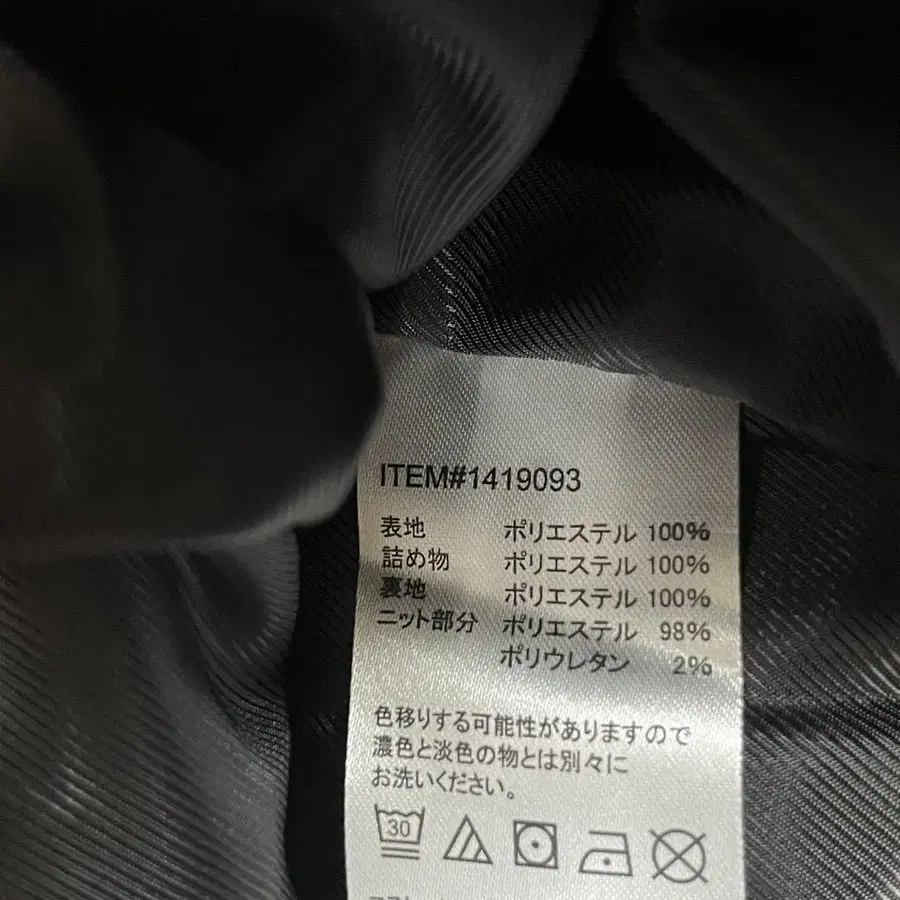 ITEM#1419093
表地 ポリエステル 100%
詰め物 ポリエステル 100%
裏地 ポリエステル 100%
ニット部分 ポリエステル 98%
ポリウレタン 2%
色移りする可能性がありますので
濃色と淡色の物とは別々に
お洗いください。
30